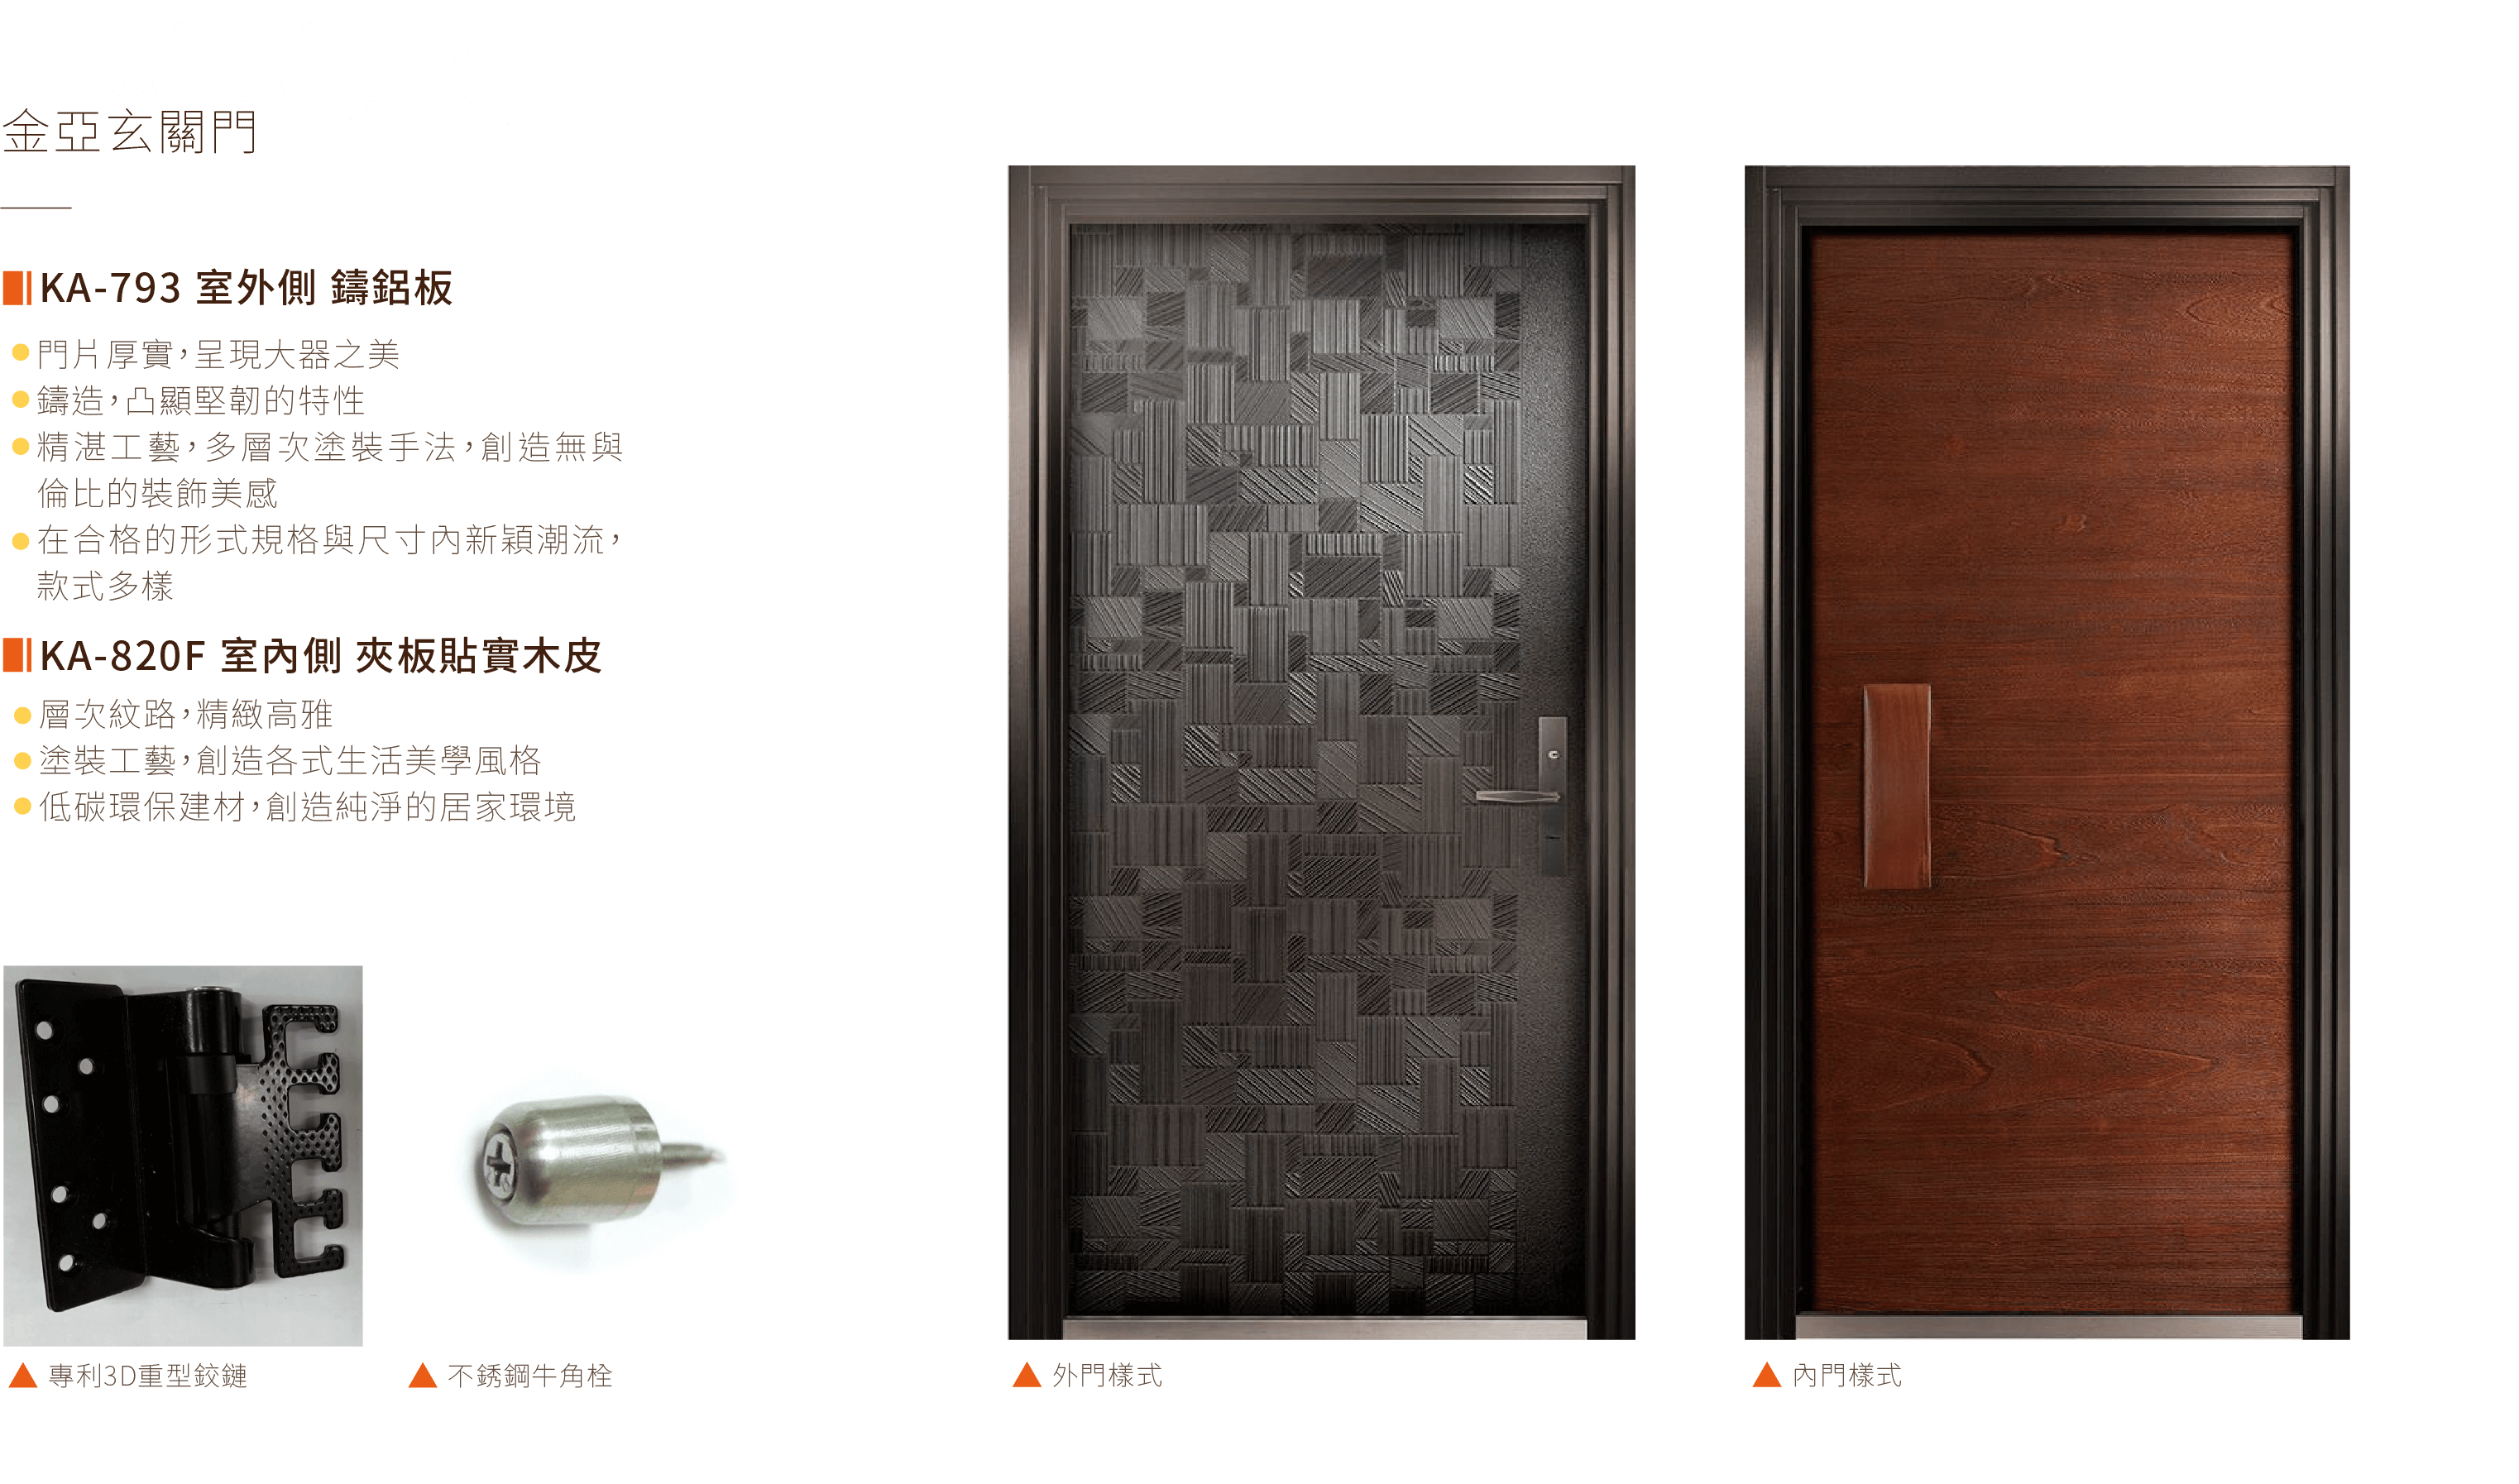 金亞玄關門
KA-793 室外側 鑄鋁板
門片厚實，呈現大器之美
鑄造，凸顯堅韌的特性
精湛工藝，多層次塗裝手法，創造無與
倫比的裝飾美感
在合格的形式規格與尺寸內新穎潮流，
款式多樣
KA-820F 室內側 夾板貼實木皮
層次紋路，精緻高雅
塗裝工藝，創造各式生活美學風格
低碳環保建材，創造純淨的居家環境
專利3D重型鉸鏈
不銹鋼牛角栓
外門樣式
內門樣式